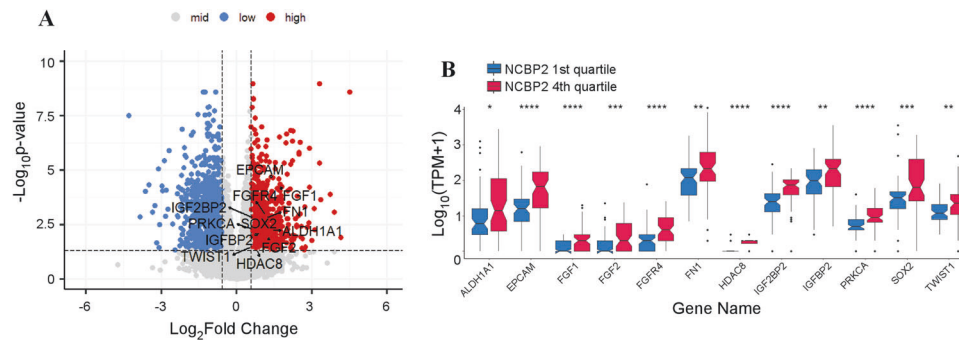 A
mid low high
-Log10p-value
10.0
7.5
5.0
2.5
0.0
EPCAM
FGFR4 FGF1
IGF2BP2
FN1
PRKCA SOX2
ALDH1A1
IGFBP2
FGF2
TWIST1
HDAC8
-6 -3 0 3 6
Log2Fold Change
B
NCBP2 1st quartile
NCBP2 4th quartile
* **** **** *** **** ** **** **** ** **** *** **
Log10(TPM+1)
4
3
2
1
0
ALDH1A1 EPCAM FGF1 FGF2 FGFR4 FN1 HDAC8 IGF2BP2 IGFBP2 PRKCA SOX2 TWIST1
Gene Name